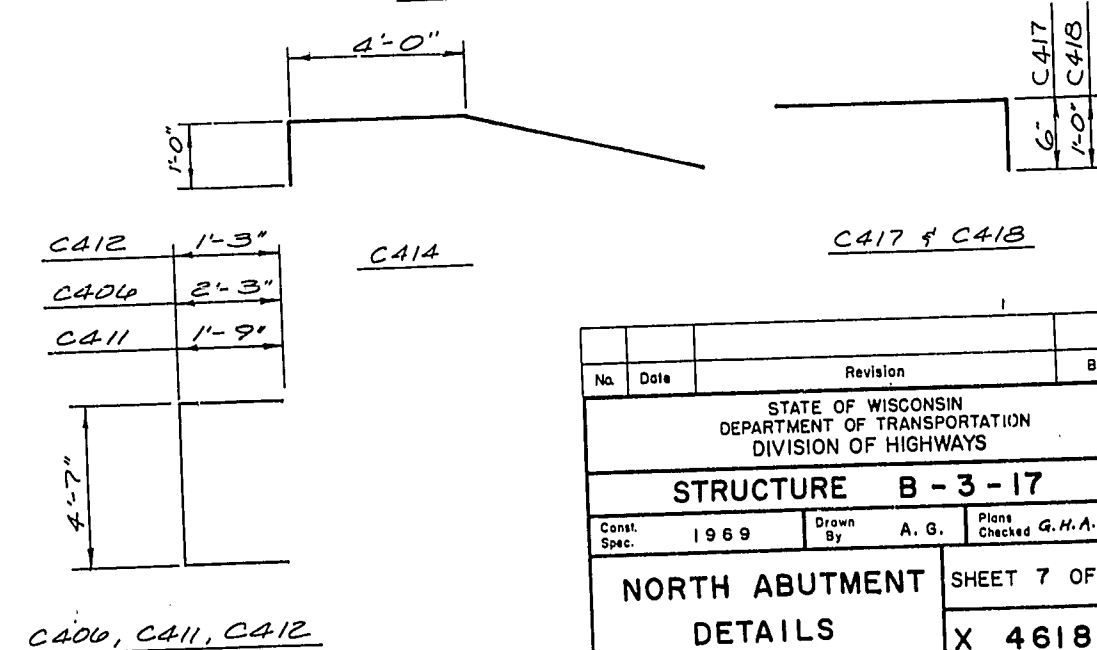 4'-0"
1'-0"
C414
C417
C418
6"
1'-0"
C417 & C418
C412 1'-3"
C406 2'-3"
C411 1'-9"
4'-7"
C406, C411, C412
No. Date Revision B
STATE OF WISCONSIN
DEPARTMENT OF TRANSPORTATION
DIVISION OF HIGHWAYS
STRUCTURE B-3-17
Const. Spec. 1969 Drawn By A. G. Plans Checked G.H.A.
NORTH ABUTMENT
DETAILS
SHEET 7 OF
X 4618